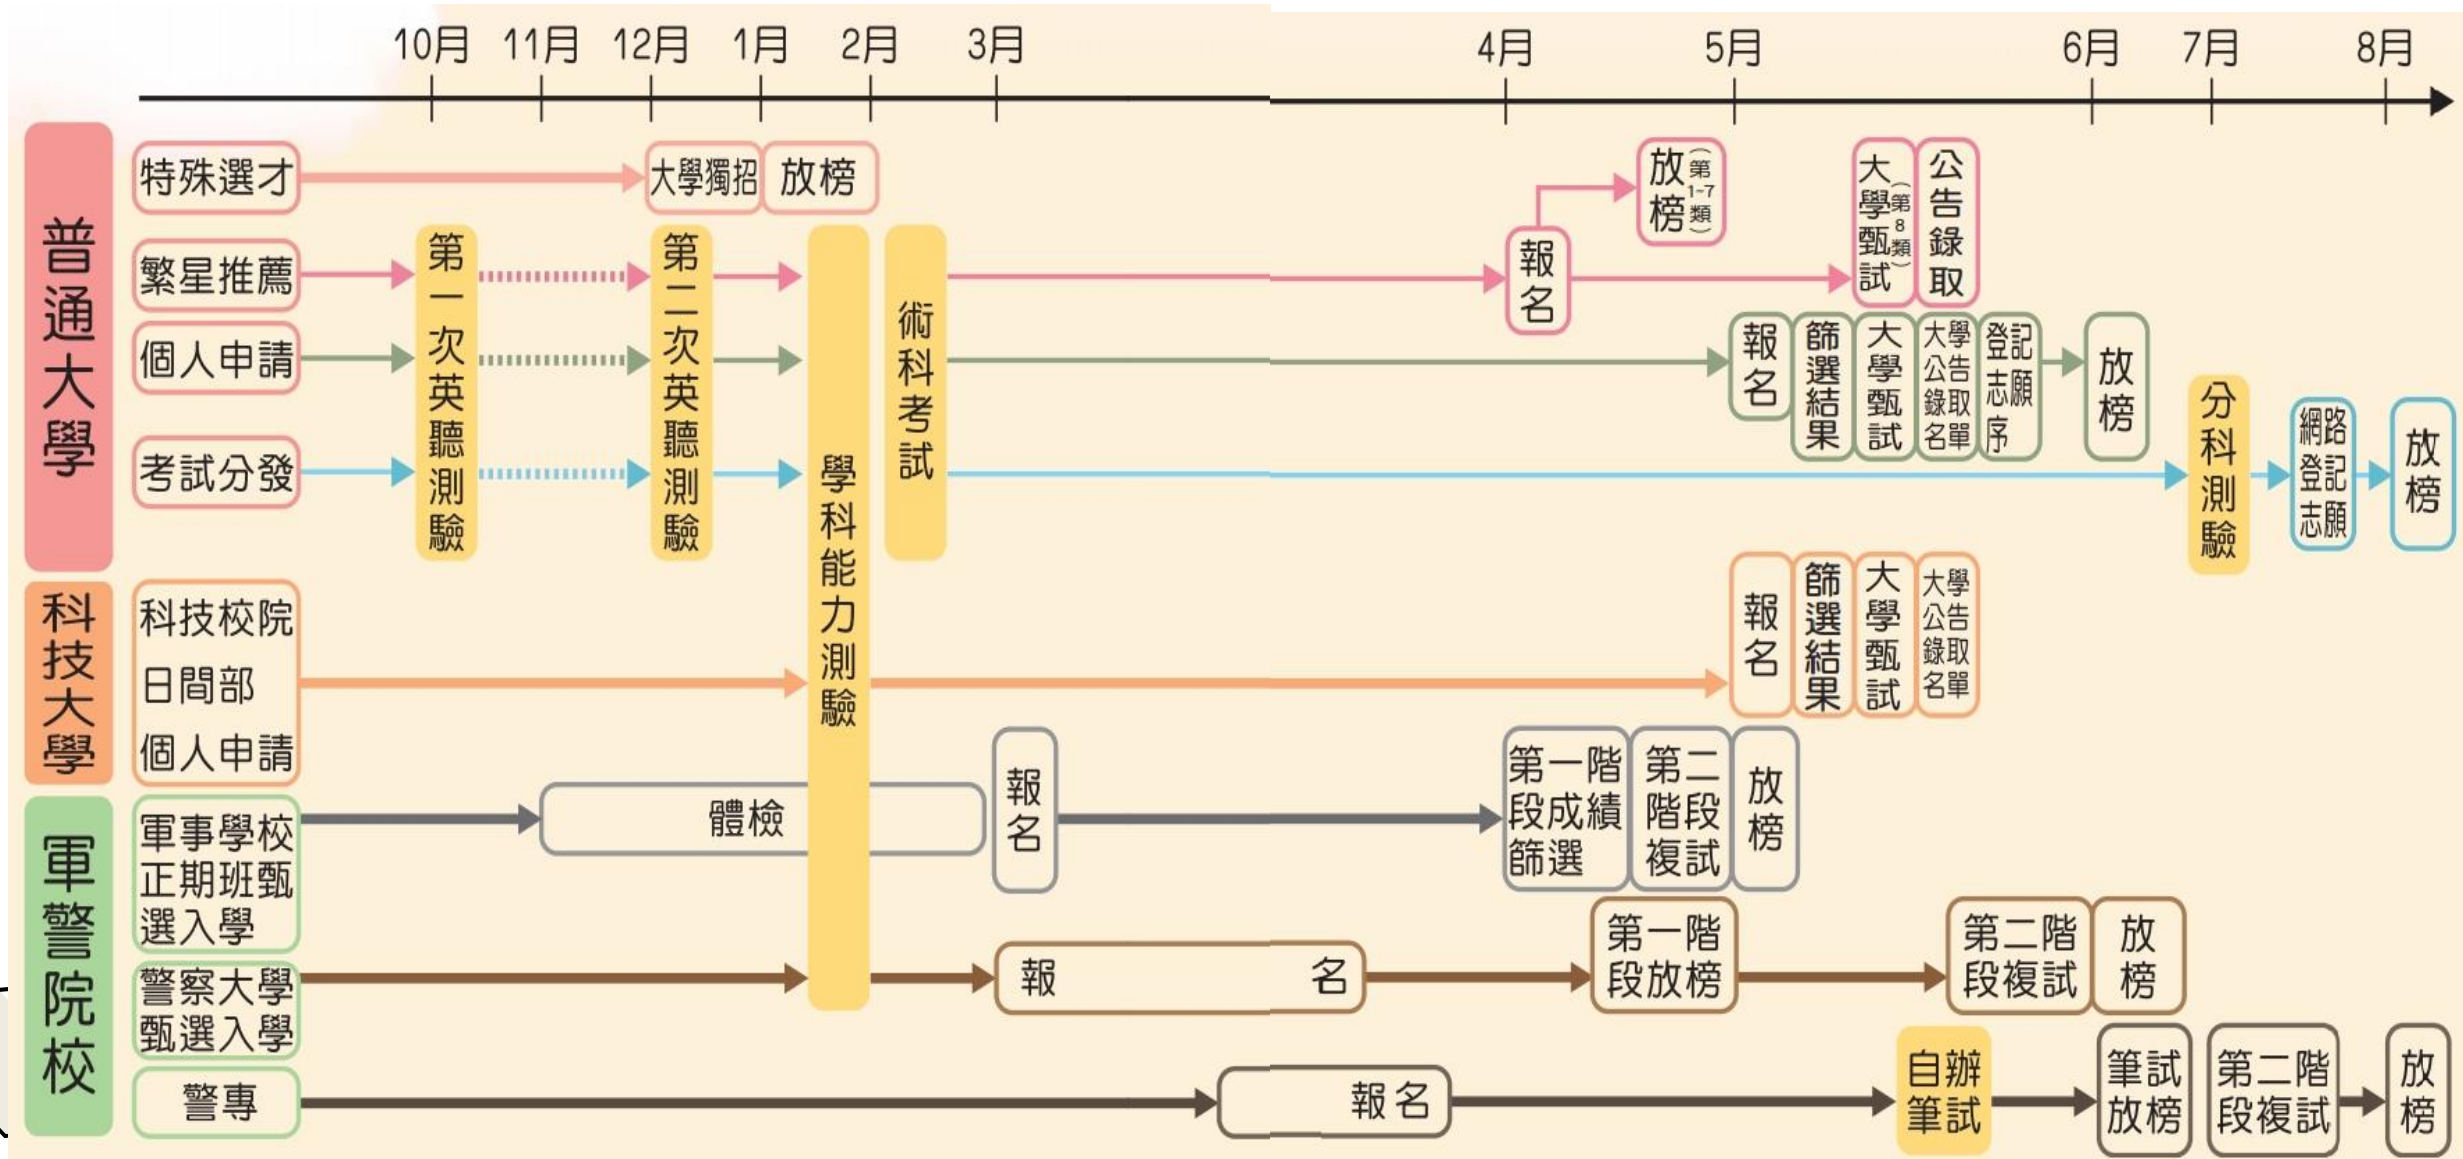 10月 11月 12月 1月 2月 3月 4月 5月 6月 7月 8月
普通大學
特殊選才
大學獨招
放榜
繁星推薦
個人申請
考試分發
第一次英聽測驗
第二次英聽測驗
學科能力測驗
術科考試
報名
放榜(第1-7類)
大學甄試(第8類)
公告錄取
報名
篩選結果
大學甄試
大學公告錄取名單
登記志願序
放榜
分科測驗
網路登記志願
放榜
科技大學
科技校院
日間部
個人申請
報名
篩選結果
大學甄試
大學公告錄取名單
軍警院校
軍事學校
正期班甄
選入學
體檢
報名
第一階
段成績
篩選
第二
階段
複試
放榜
警察大學
甄選入學
報名
第一階
段放榜
第二階
段複試
放榜
警專
報名
自辦
筆試
筆試
放榜
第二階
段複試
放榜